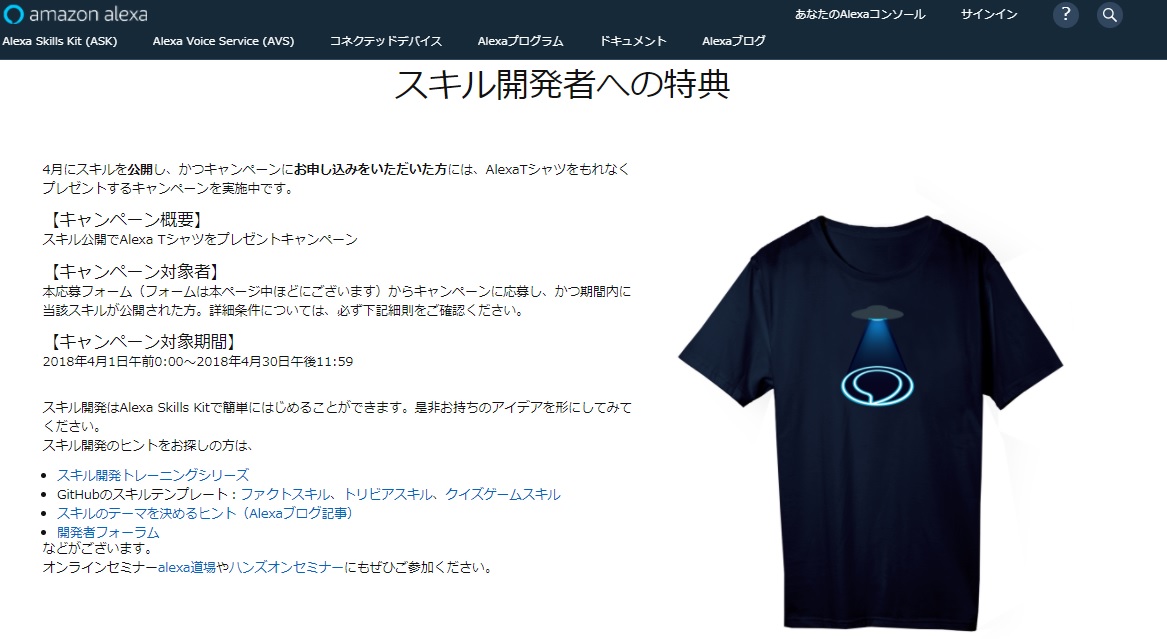 amazon alexa
あなたのAlexaコンソール サインイン ?
Alexa Skills Kit (ASK) Alexa Voice Service (AVS) コネクテッドデバイス Alexaプログラム ドキュメント Alexaブログ
スキル開発者への特典
4月にスキルを公開し、かつキャンペーンにお申し込みをいただいた方には、AlexaTシャツをもれなく
プレゼントするキャンペーンを実施中です。
【キャンペーン概要】
スキル公開でAlexa Tシャツをプレゼントキャンペーン
【キャンペーン対象者】
本応募フォーム（フォームは本ページ中ほどにございます）からキャンペーンに応募し、かつ期間内に
当該スキルが公開された方。詳細条件については、必ず下記細則をご確認ください。
【キャンペーン対象期間】
2018年4月1日午前0:00～2018年4月30日午後11:59
スキル開発はAlexa Skills Kitで簡単にはじめることができます。是非お持ちのアイデアを形にしてみて
ください。
スキル開発のヒントをお探しの方は、
• スキル開発トレーニングシリーズ
• GitHubのスキルテンプレート：ファクトスキル、トリビアスキル、クイズゲームスキル
• スキルのテーマを決めるヒント（Alexaブログ記事）
• 開発者フォーラム
などがございます。
オンラインセミナーalexa道場やハンズオンセミナーにもぜひご参加ください。